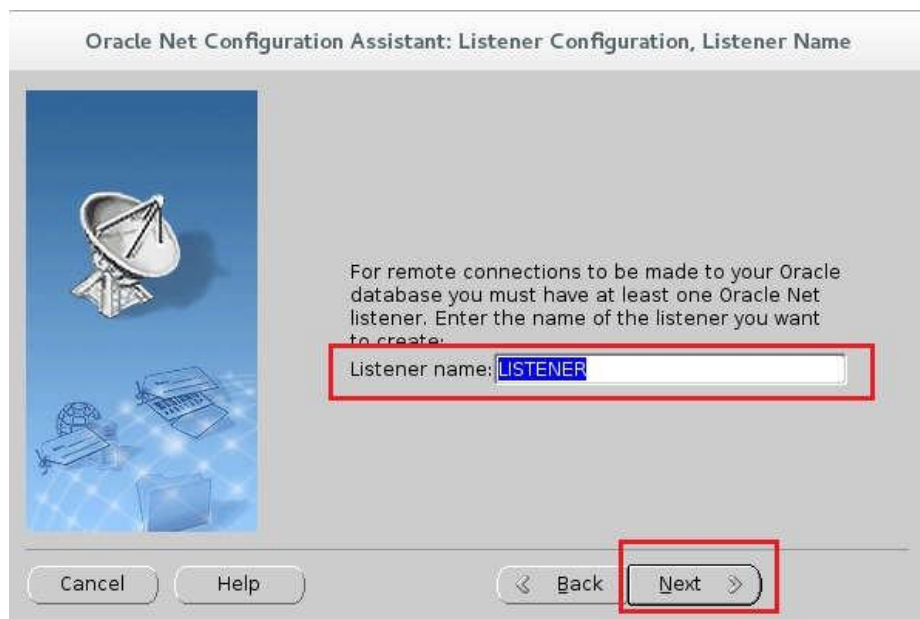 Oracle Net Configuration Assistant: Listener Configuration, Listener Name
For remote connections to be made to your Oracle
database you must have at least one Oracle Net
listener. Enter the name of the listener you want
to create:
Listener name: LISTENER
Cancel Help Back Next